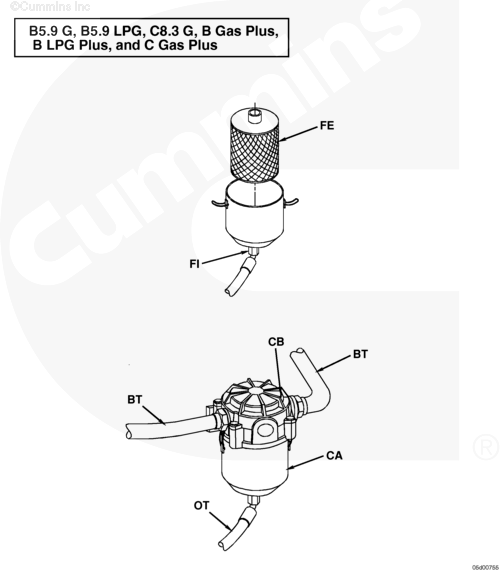 ©Cummins Inc
B5.9 G, B5.9 LPG, C8.3 G, B Gas Plus,
B LPG Plus, and C Gas Plus
FE
FI
CB
BT
BT
CA
OT
05d00755
Cummins
®